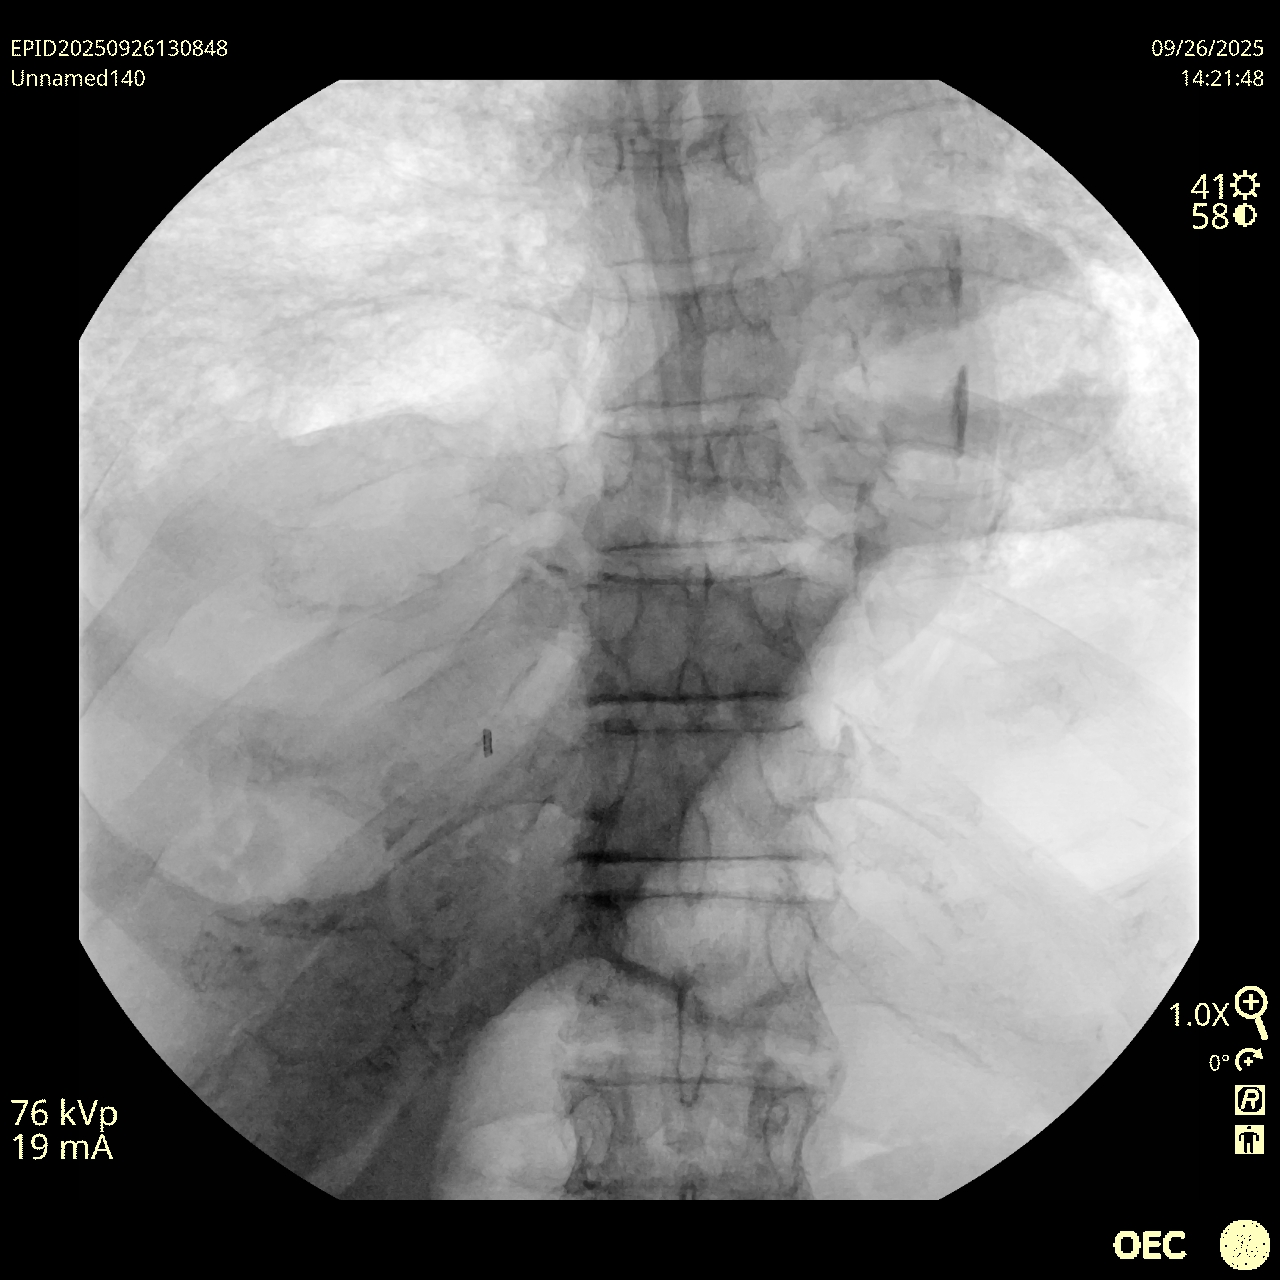 EPID20250926130848
Unnamed140
09/26/2025
14:21:48
41
58
1.0X
0°
R
76 kVp
19 mA
OEC